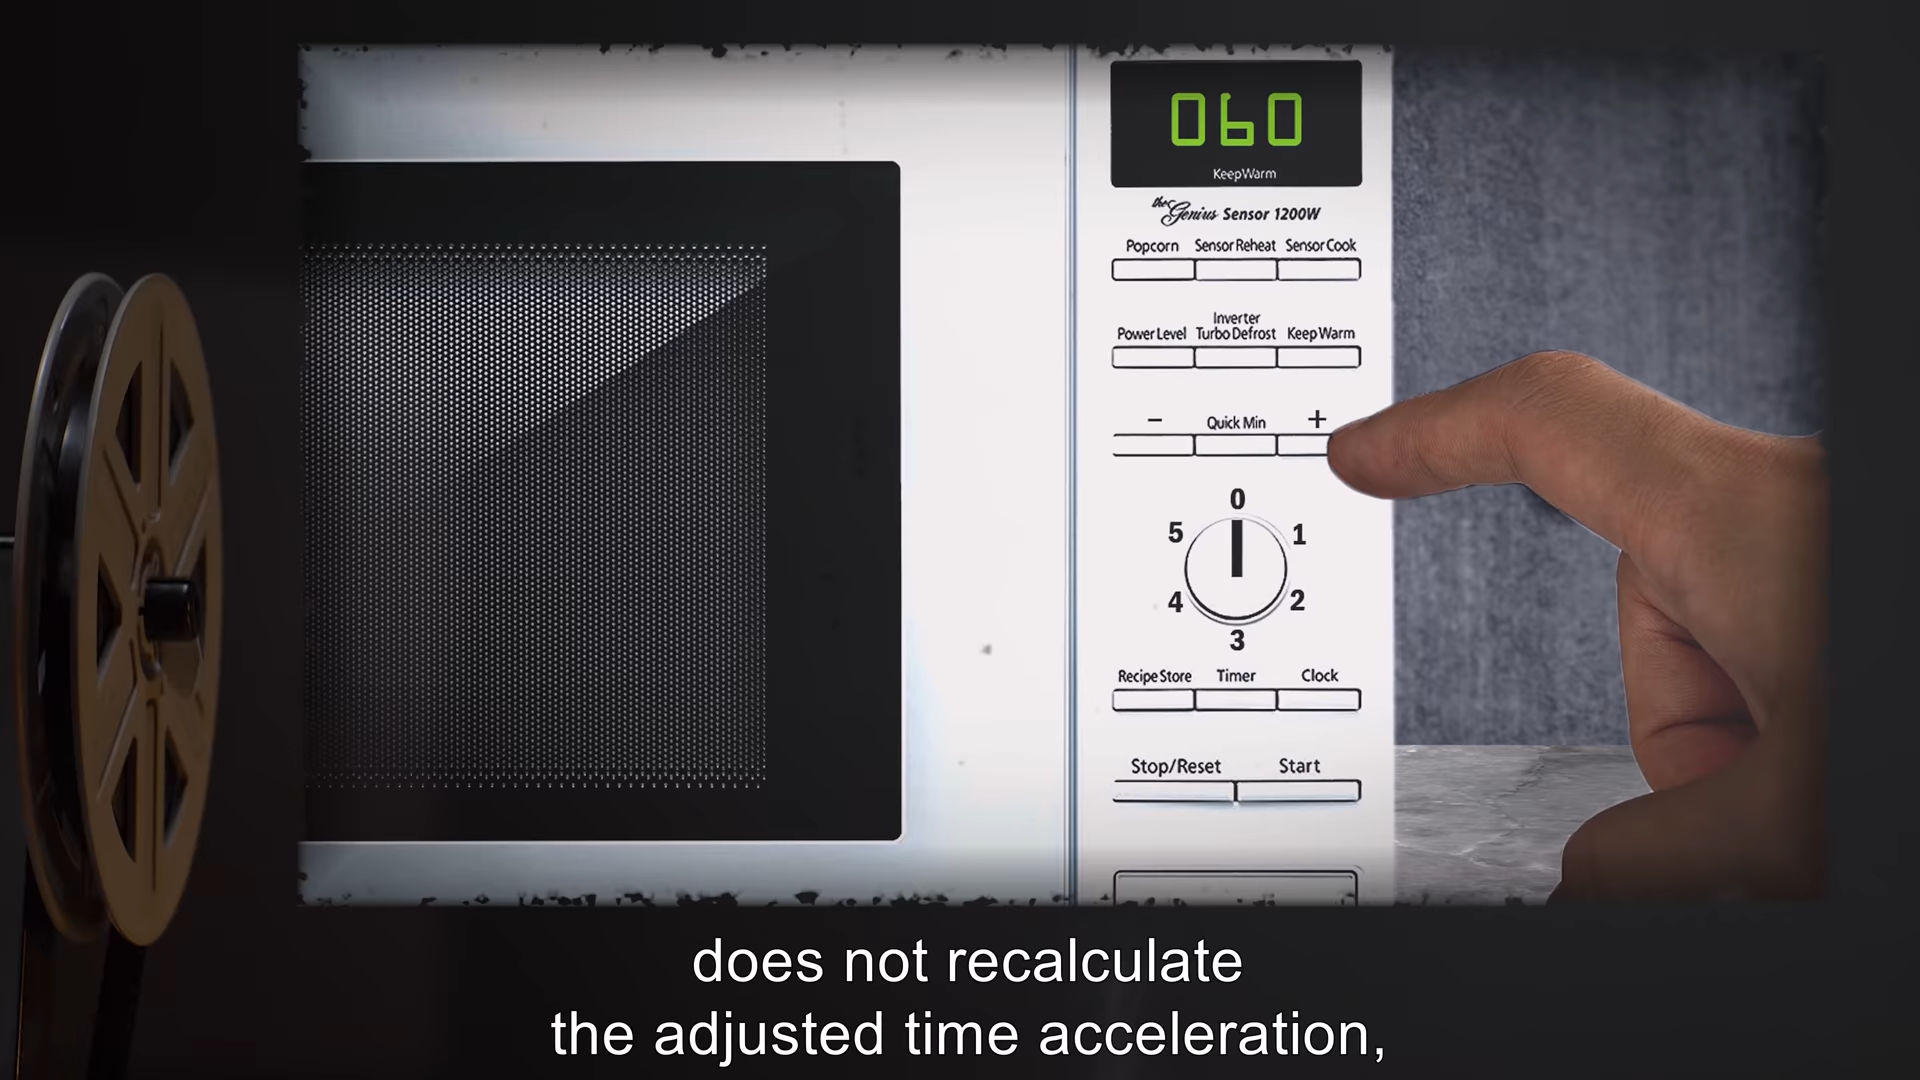 060
KeepWarm
the Genius Sensor 1200W
Popcorn Sensor Reheat Sensor Cook
Power Level Inverter Turbo Defrost Keep Warm
− Quick Min +
0
5 1
4 2
3
Recipe Store Timer Clock
Stop/Reset Start
does not recalculate
the adjusted time acceleration,